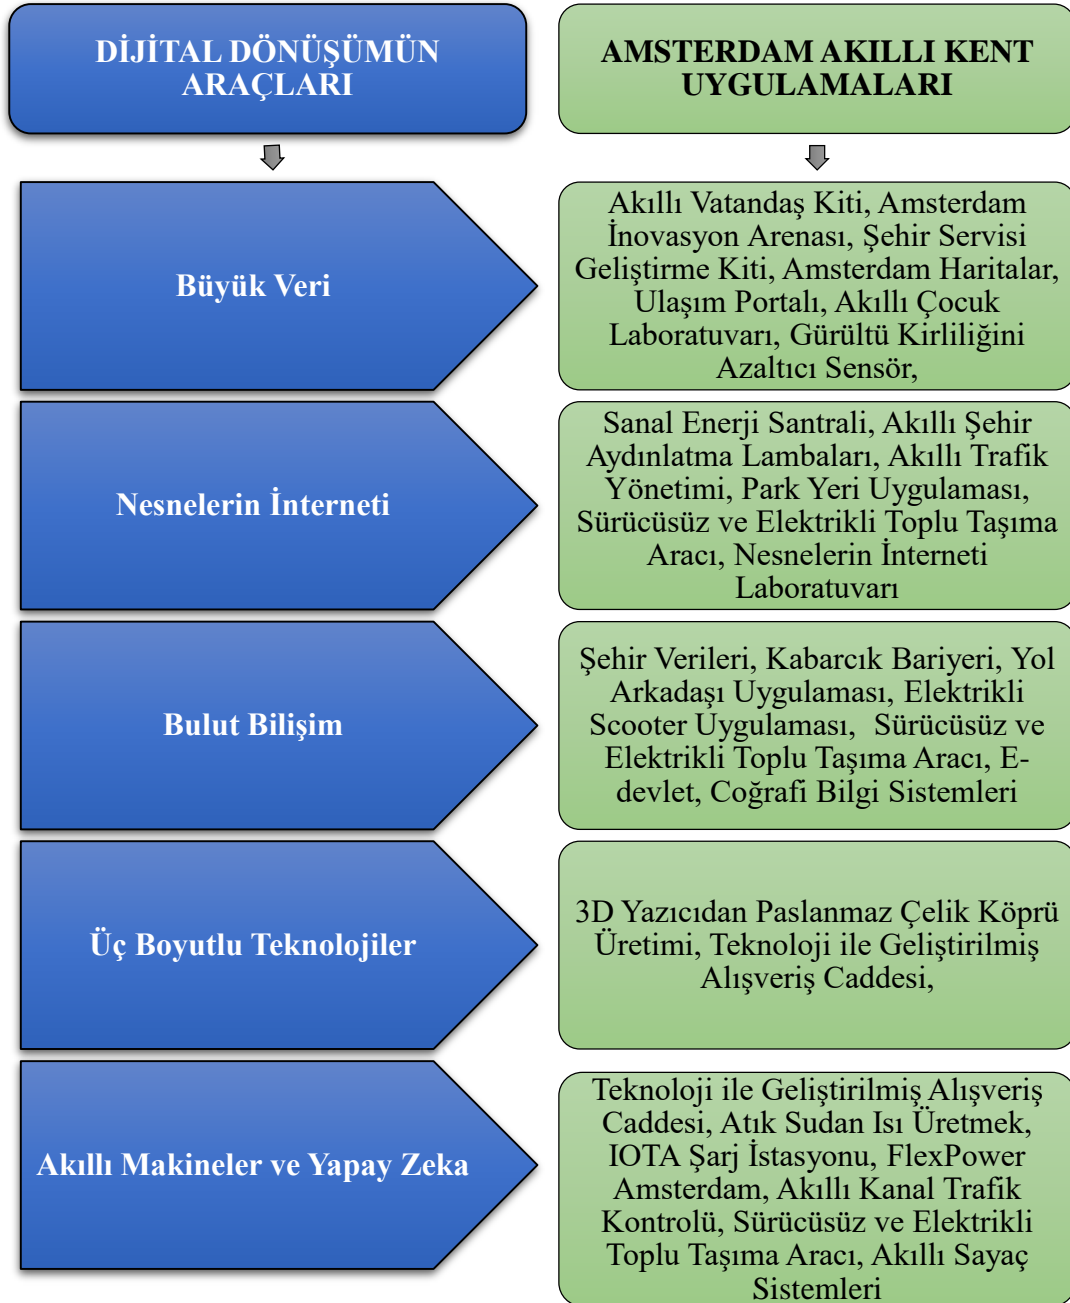 DİJİTAL DÖNÜŞÜMÜN
ARAÇLARI
AMSTERDAM AKILLI KENT
UYGULAMALARI
Büyük Veri
Akıllı Vatandaş Kiti, Amsterdam
İnovasyon Arenası, Şehir Servisi
Geliştirme Kiti, Amsterdam Haritalar,
Ulaşım Portalı, Akıllı Çocuk
Laboratuvarı, Gürültü Kirliliğini
Azaltıcı Sensör,
Nesnelerin İnterneti
Sanal Enerji Santrali, Akıllı Şehir
Aydınlatma Lambaları, Akıllı Trafik
Yönetimi, Park Yeri Uygulaması,
Sürücüsüz ve Elektrikli Toplu Taşıma
Aracı, Nesnelerin İnterneti
Laboratuvarı
Bulut Bilişim
Şehir Verileri, Kabarcık Bariyeri, Yol
Arkadaşı Uygulaması, Elektrikli
Scooter Uygulaması,  Sürücüsüz ve
Elektrikli Toplu Taşıma Aracı, E-
devlet, Coğrafi Bilgi Sistemleri
Üç Boyutlu Teknolojiler
3D Yazıcıdan Paslanmaz Çelik Köprü
Üretimi, Teknoloji ile Geliştirilmiş
Alışveriş Caddesi,
Akıllı Makineler ve Yapay Zeka
Teknoloji ile Geliştirilmiş Alışveriş
Caddesi, Atık Sudan Isı Üretmek,
IOTA Şarj İstasyonu, FlexPower
Amsterdam, Akıllı Kanal Trafik
Kontrolü, Sürücüsüz ve Elektrikli
Toplu Taşıma Aracı, Akıllı Sayaç
Sistemleri